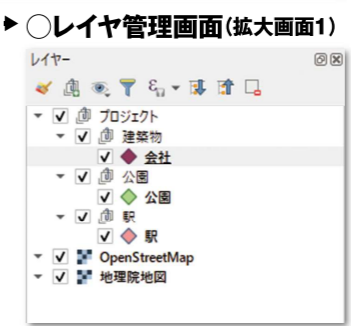 〇レイヤ管理画面(拡大画面1)
レイヤー
プロジェクト
建築物
会社
公園
公園
駅
駅
OpenStreetMap
地理院地図